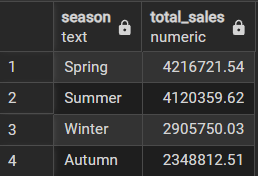 season total_sales
text numeric
1 Spring 4216721.54
2 Summer 4120359.62
3 Winter 2905750.03
4 Autumn 2348812.51